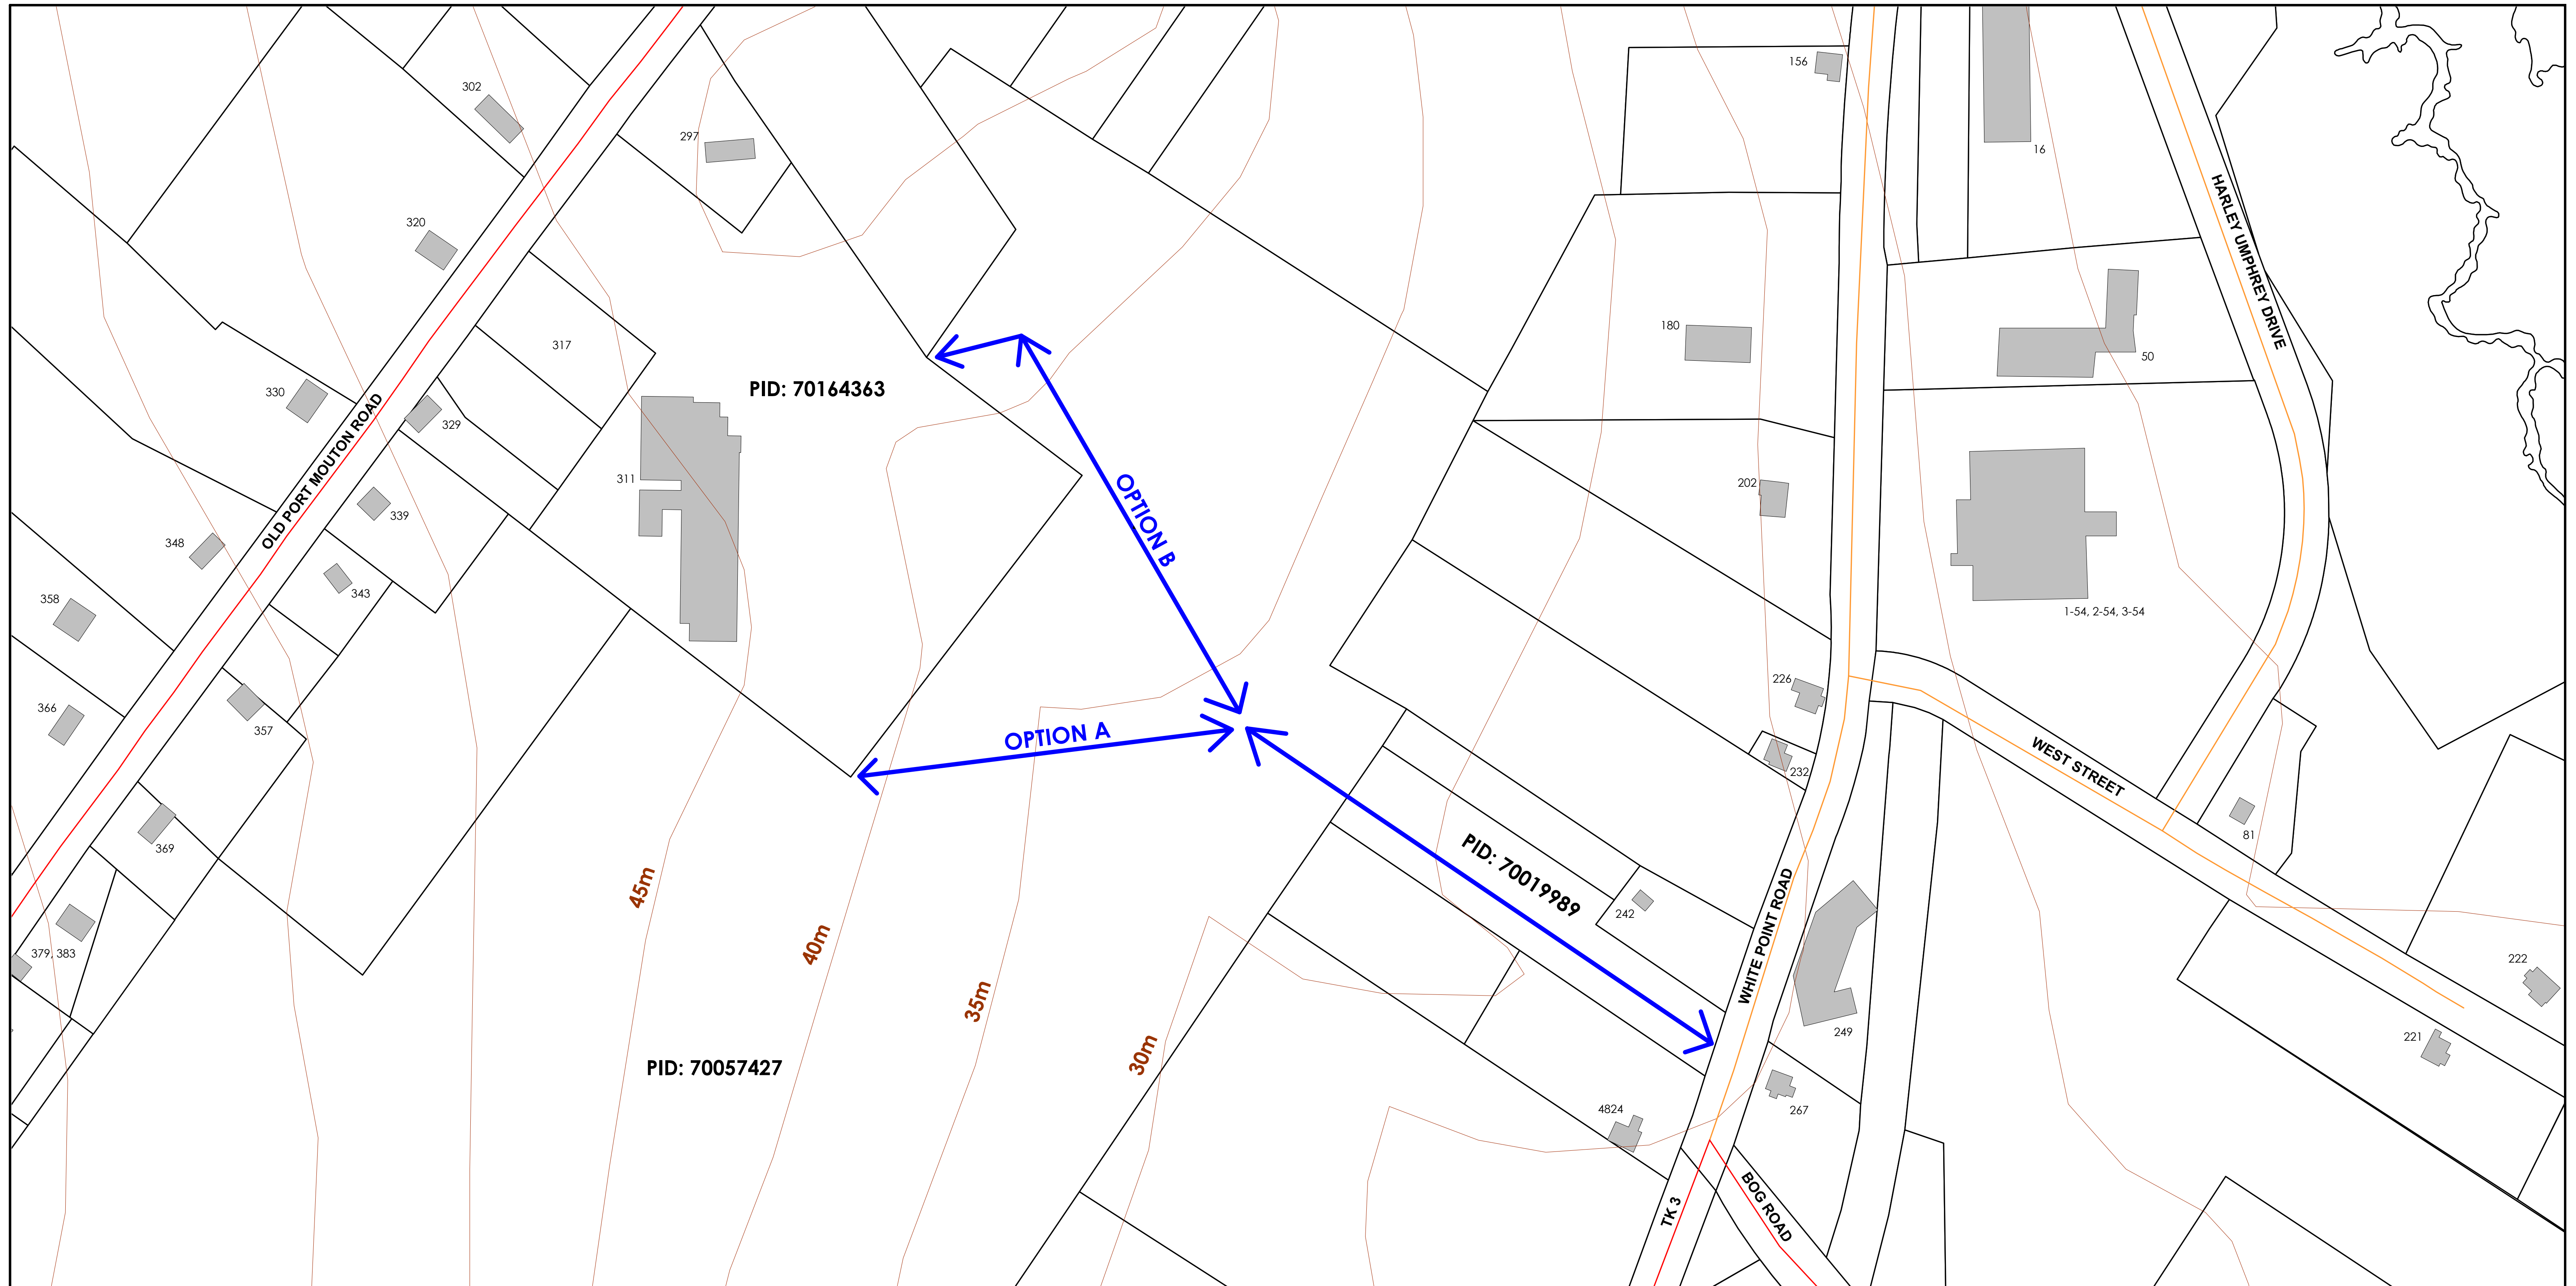 302
297
156
16
320
317
330
329
PID: 70164363
180
50
HARLEY UMPHREY DRIVE
OLD PORT MOUTON ROAD
311
339
348
343
358
366
357
369
379, 383
OPTION B
OPTION A
202
1-54, 2-54, 3-54
226
232
WEST STREET
81
PID: 70019989
242
WHITE POINT ROAD
249
222
221
267
4824
TK 3
BOG ROAD
45m
40m
35m
30m
PID: 70057427